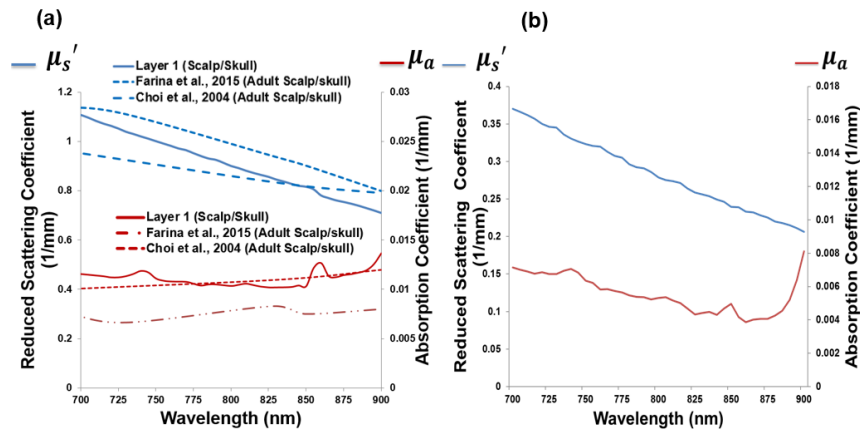 (a)
μs′
μa
Layer 1 (Scalp/Skull)
Farina et al., 2015 (Adult Scalp/skull)
Choi et al., 2004 (Adult Scalp/skull)
1.2
1
0.8
0.6
0.4
0.2
0
0.03
0.025
0.02
0.015
0.01
0.005
0
Reduced Scattering Coefficient
(1/mm)
Absorption Coefficient (1/mm)
Layer 1 (Scalp/Skull)
Farina et al., 2015 (Adult Scalp/skull)
Choi et al., 2004 (Adult Scalp/skull)
700 725 750 775 800 825 850 875 900
Wavelength (nm)
(b)
μs′
μa
0.4
0.35
0.3
0.25
0.2
0.15
0.1
0.05
0
0.018
0.016
0.014
0.012
0.01
0.008
0.006
0.004
0.002
0
Reduced Scattering Coefficient
(1/mm)
Absorption Coefficient (1/mm)
700 725 750 775 800 825 850 875 900
Wavelength (nm)